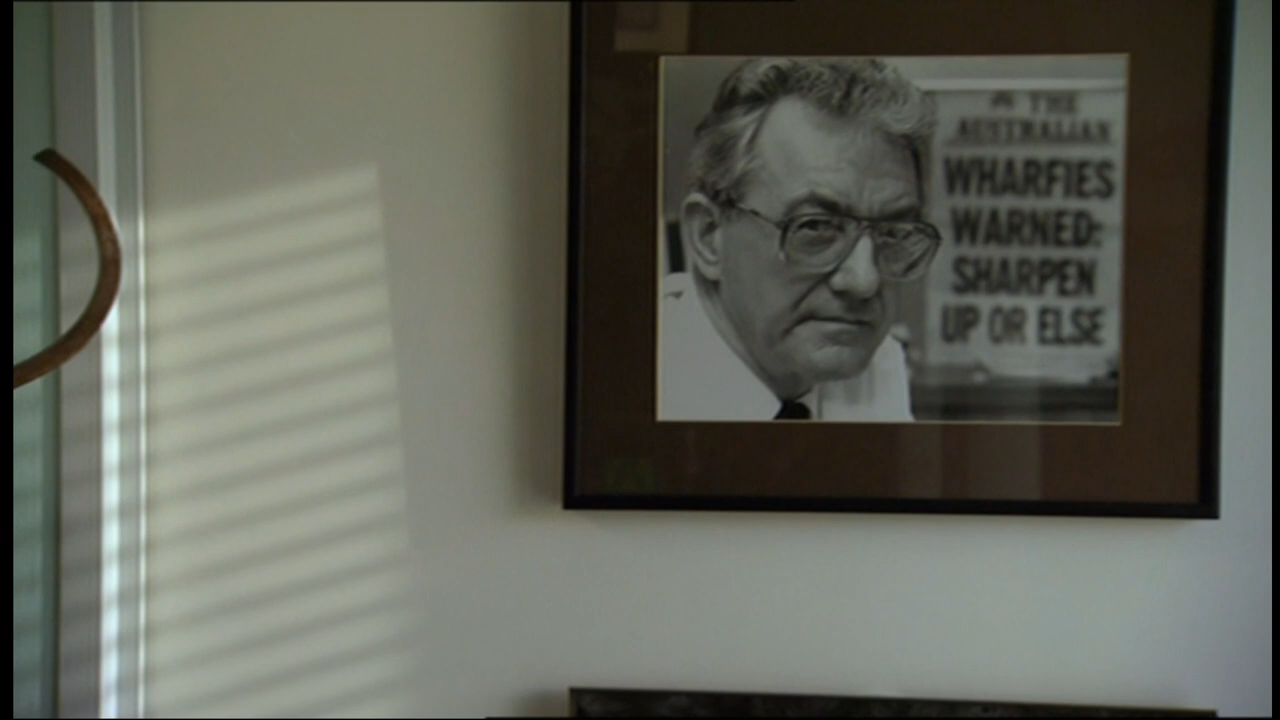 THE
AUSTRALIAN
WHARFIES
WARNED:
SHARPEN
UP OR ELSE